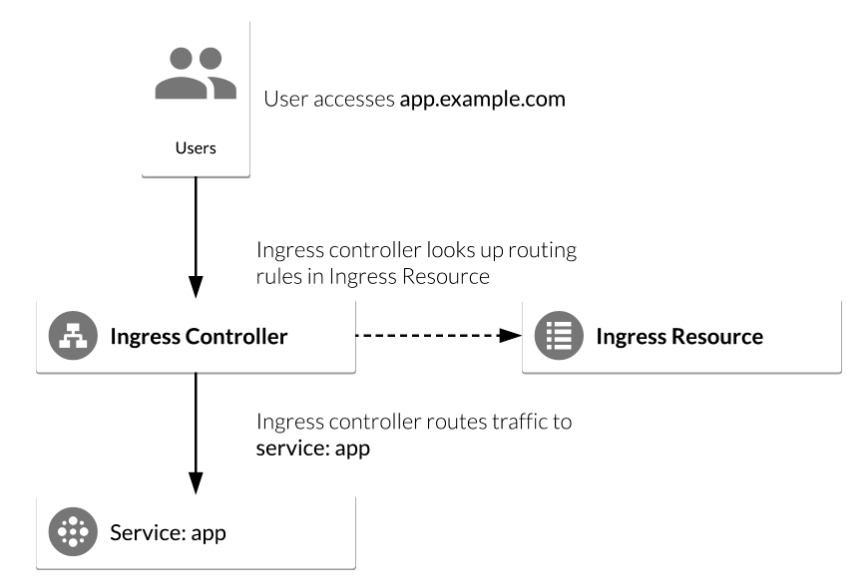 User accesses app.example.com
Users
Ingress controller looks up routing
rules in Ingress Resource
Ingress Controller
Ingress Resource
Ingress controller routes traffic to
service: app
Service: app